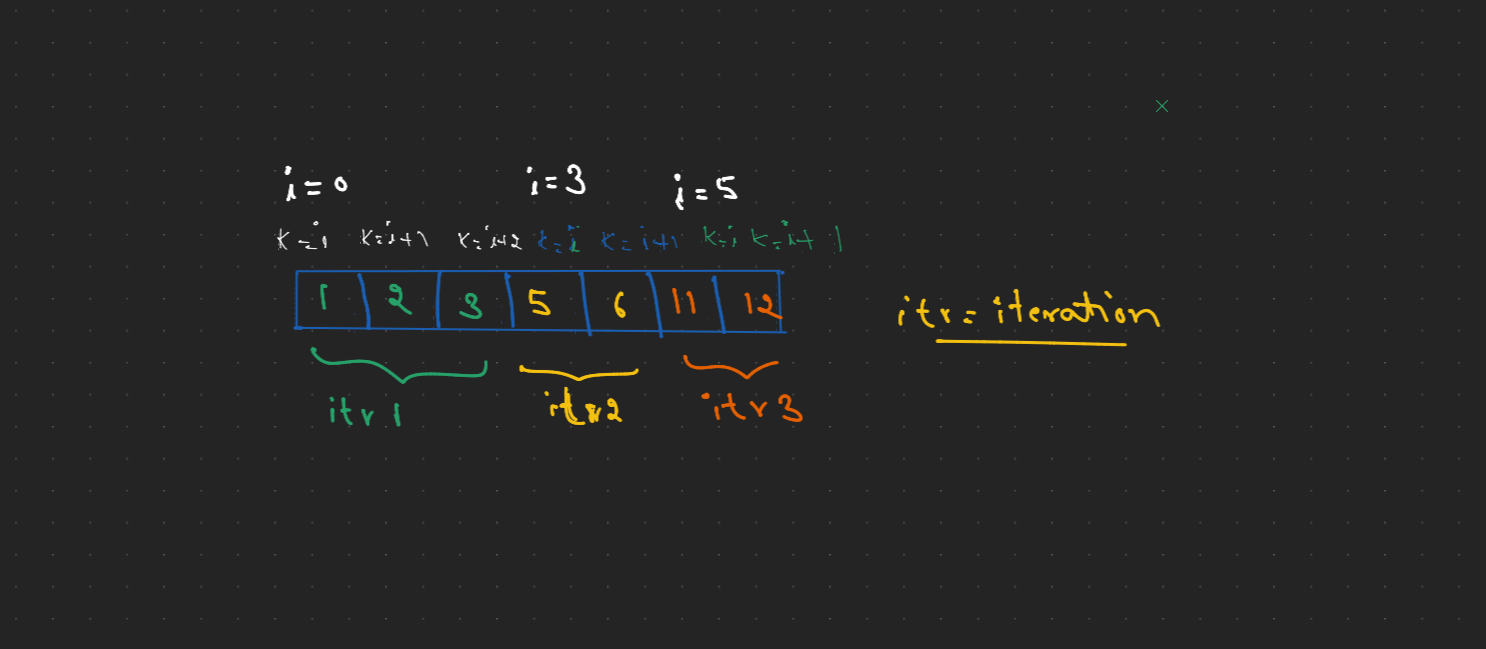 i=0 i=3 i=5
k=i k=i+1 k=i+2 k=i k=i+1 k=i k=i+1
1 2 3 5 6 11 12
itr = iteration
itr 1 itr 2 itr 3